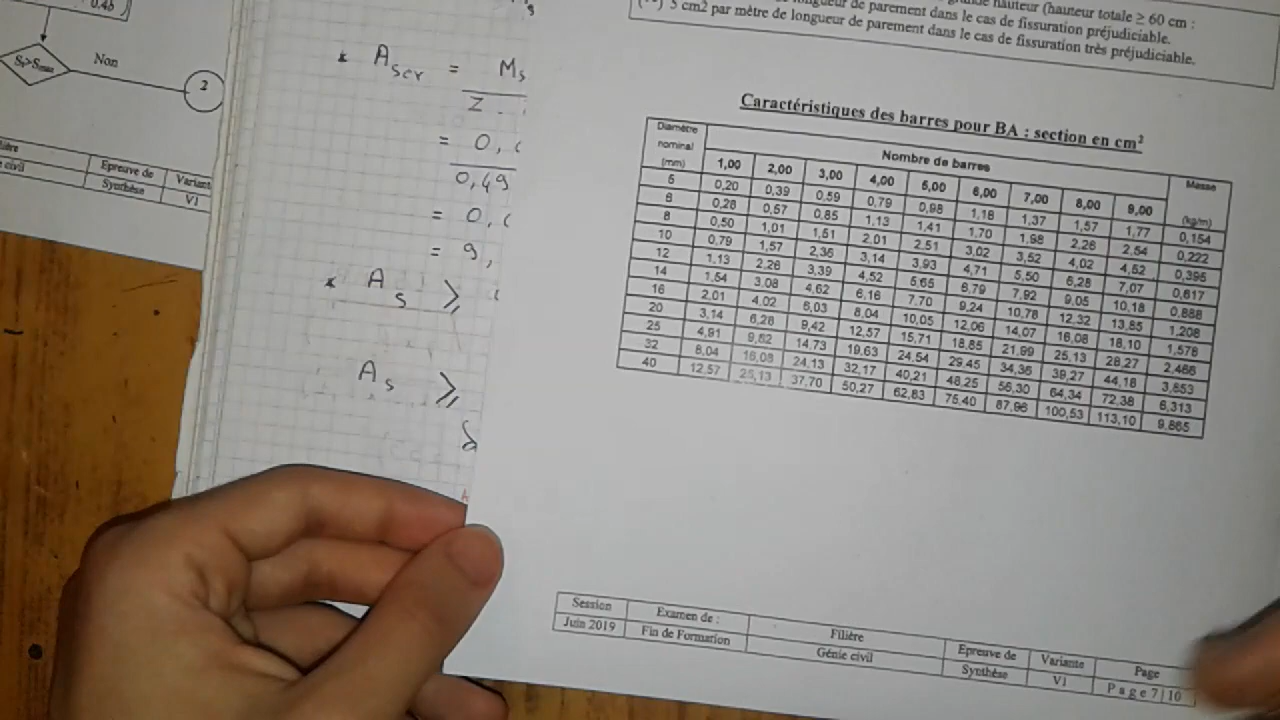 0.4b
Non
2
civil
Epreuve de
Synthèse
Variante
V1
* Aser = Ms
Z .
= 0,
0,49
= 0,
= 9,
* As ⩾
As ⩾
hauteur (hauteur totale ≥ 60 cm :
longueur de parement dans le cas de fissuration préjudiciable.
5 cm2 par mètre de longueur de parement dans le cas de fissuration très préjudiciable.
Caractéristiques des barres pour BA : section en cm²
Diamètre nominal (mm) Nombre de barres Masse (kg/m)
1,00 2,00 3,00 4,00 5,00 6,00 7,00 8,00 9,00
5 0,20 0,39 0,59 0,79 0,98 1,18 1,37 1,57 1,77 0,154
6 0,28 0,57 0,85 1,13 1,41 1,70 1,98 2,26 2,54 0,222
8 0,50 1,01 1,51 2,01 2,51 3,02 3,52 4,02 4,52 0,395
10 0,79 1,57 2,36 3,14 3,93 4,71 5,50 6,28 7,07 0,617
12 1,13 2,26 3,39 4,52 5,65 6,79 7,92 9,05 10,18 0,888
14 1,54 3,08 4,62 6,16 7,70 9,24 10,78 12,32 13,85 1,208
16 2,01 4,02 6,03 8,04 10,05 12,06 14,07 16,08 18,10 1,578
20 3,14 6,28 9,42 12,57 15,71 18,85 21,99 25,13 28,27 2,466
25 4,91 9,82 14,73 19,63 24,54 29,45 34,36 39,27 44,18 3,853
32 8,04 16,08 24,13 32,17 40,21 48,25 56,30 64,34 72,38 6,313
40 12,57 25,13 37,70 50,27 62,83 75,40 87,96 100,53 113,10 9,865
Session Examen de : Filière Epreuve de Variante Page
Juin 2019 Fin de Formation Génie civil Synthèse V1 Page 7|10